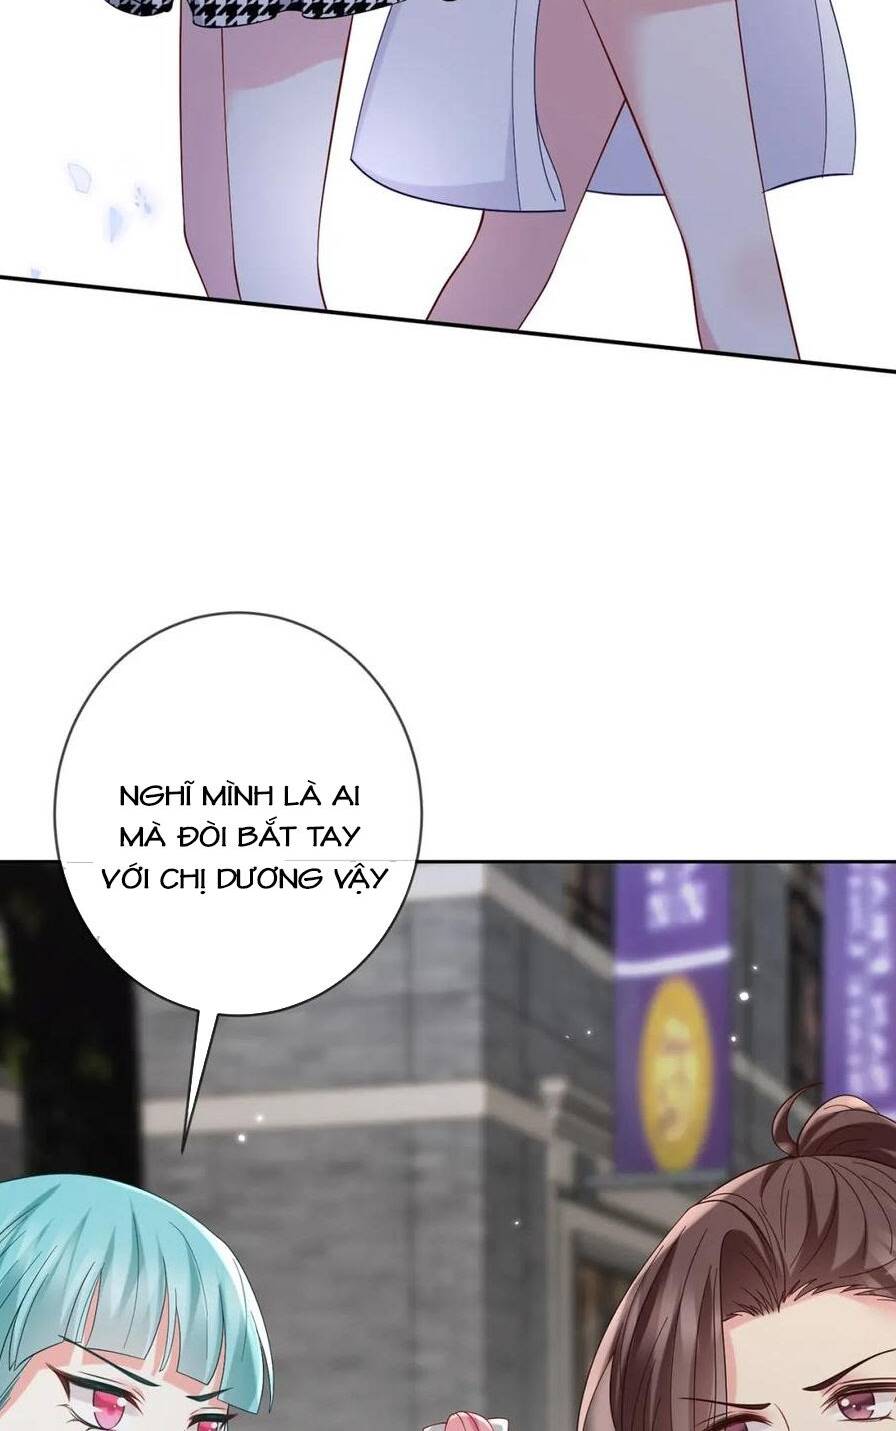 NGHĨ MÌNH LÀ AI
MÀ ĐÒI BẮT TAY
VỚI CHỊ DƯƠNG VẬY